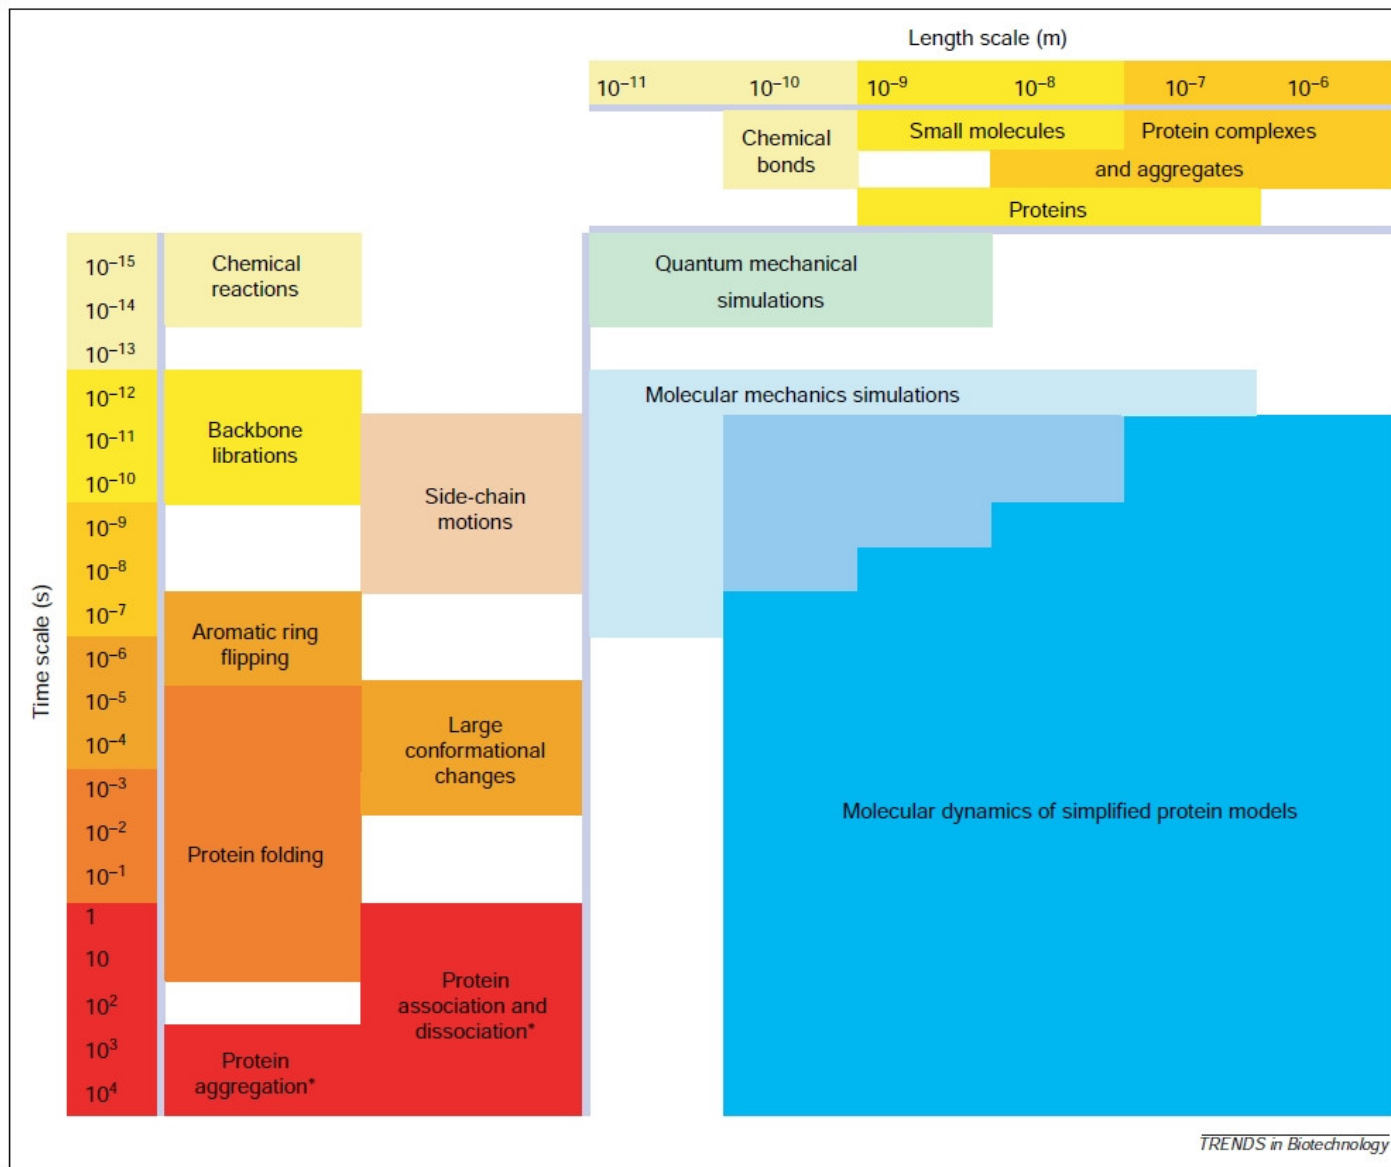 Length scale (m)
10⁻¹¹ 10⁻¹⁰ 10⁻⁹ 10⁻⁸ 10⁻⁷ 10⁻⁶
Chemical
bonds
Small molecules
Protein complexes
and aggregates
Proteins
Time scale (s)
10⁻¹⁵
10⁻¹⁴
10⁻¹³
10⁻¹²
10⁻¹¹
10⁻¹⁰
10⁻⁹
10⁻⁸
10⁻⁷
10⁻⁶
10⁻⁵
10⁻⁴
10⁻³
10⁻²
10⁻¹
1
10
10²
10³
10⁴
Chemical
reactions
Backbone
librations
Side-chain
motions
Aromatic ring
flipping
Large
conformational
changes
Protein folding
Protein
association and
dissociation*
Protein
aggregation*
Quantum mechanical
simulations
Molecular mechanics simulations
Molecular dynamics of simplified protein models
TRENDS in Biotechnology